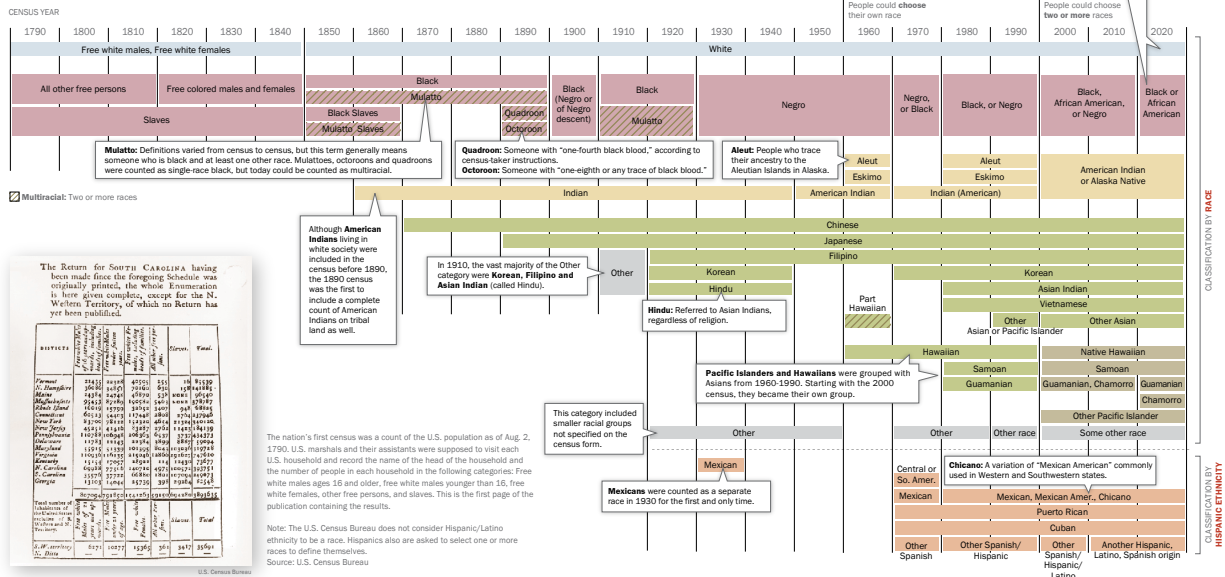 CENSUS YEAR
People could choose
their own race
People could choose
two or more races
1790 1800 1810 1820 1830 1840 1850 1860 1870 1880 1890 1900 1910 1920 1930 1940 1950 1960 1970 1980 1990 2000 2010 2020
Free white males, Free white females
White
All other free persons
Free colored males and females
Slaves
Black
Mulatto
Black Slaves
Mulatto Slaves
Quadroon
Octoroon
Black
(Negro or
of Negro
descent)
Black
Mulatto
Negro
Negro,
or Black
Black, or Negro
Black,
African American,
or Negro
Black or
African
American
Mulatto: Definitions varied from census to census, but this term generally means
someone who is black and at least one other race. Mulattoes, octoroons and quadroons
were counted as single-race black, but today could be counted as multiracial.
Quadroon: Someone with “one-fourth black blood,” according to
census-taker instructions.
Octoroon: Someone with “one-eighth or any trace of black blood.”
Aleut: People who trace
their ancestry to the
Aleutian Islands in Alaska.
Aleut
Eskimo
Aleut
Eskimo
American Indian
or Alaska Native
Multiracial: Two or more races
Indian
American Indian
Indian (American)
CLASSIFICATION BY RACE
Although American
Indians living in
white society were
included in the
census before 1890,
the 1890 census
was the first to
include a complete
count of American
Indians on tribal
land as well.
Chinese
Japanese
Filipino
In 1910, the vast majority of the Other
category were Korean, Filipino and
Asian Indian (called Hindu).
Other
Korean
Hindu
Korean
Asian Indian
Vietnamese
Hindu: Referred to Asian Indians,
regardless of religion.
Part
Hawaiian
Other
Other Asian
Asian or Pacific Islander
Hawaiian
Native Hawaiian
Samoan
Samoan
Guamanian
Guamanian, Chamorro
Guamanian
Chamorro
Other Pacific Islander
Pacific Islanders and Hawaiians were grouped with
Asians from 1960-1990. Starting with the 2000
census, they became their own group.
This category included
smaller racial groups
not specified on the
census form.
Other
Other
Other race
Some other race
Mexican
Mexicans were counted as a separate
race in 1930 for the first and only time.
Central or
So. Amer.
Mexican
Chicano: A variation of “Mexican American” commonly
used in Western and Southwestern states.
Mexican, Mexican Amer., Chicano
Puerto Rican
Cuban
Other
Spanish
Other Spanish/
Hispanic
Other
Spanish/
Hispanic/
Latino
Another Hispanic,
Latino, Spanish origin
CLASSIFICATION BY
HISPANIC ETHNICITY
The Return for SOUTH CAROLINA having
been made since the foregoing Schedule was
originally printed, the whole Enumeration
is here given complete, except for the N.
Western Territory, of which no Return has
yet been published.
DISTRICTS
Slaves.
Total.
Vermont
N. Hampshire
Maine
Massachusetts
Rhode Island
Connecticut
New York
New Jersey
Pennsylvania
Delaware
Maryland
Virginia
Kentucky
N. Carolina
S. Carolina
Georgia
Slaves
Total
S.W. territory
N. Ditto
U.S. Census Bureau
The nation’s first census was a count of the U.S. population as of Aug. 2,
1790. U.S. marshals and their assistants were supposed to visit each
U.S. household and record the name of the head of the household and
the number of people in each household in the following categories: Free
white males ages 16 and older, free white males younger than 16, free
white females, other free persons, and slaves. This is the first page of the
publication containing the results.
Note: The U.S. Census Bureau does not consider Hispanic/Latino
ethnicity to be a race. Hispanics also are asked to select one or more
races to define themselves.
Source: U.S. Census Bureau